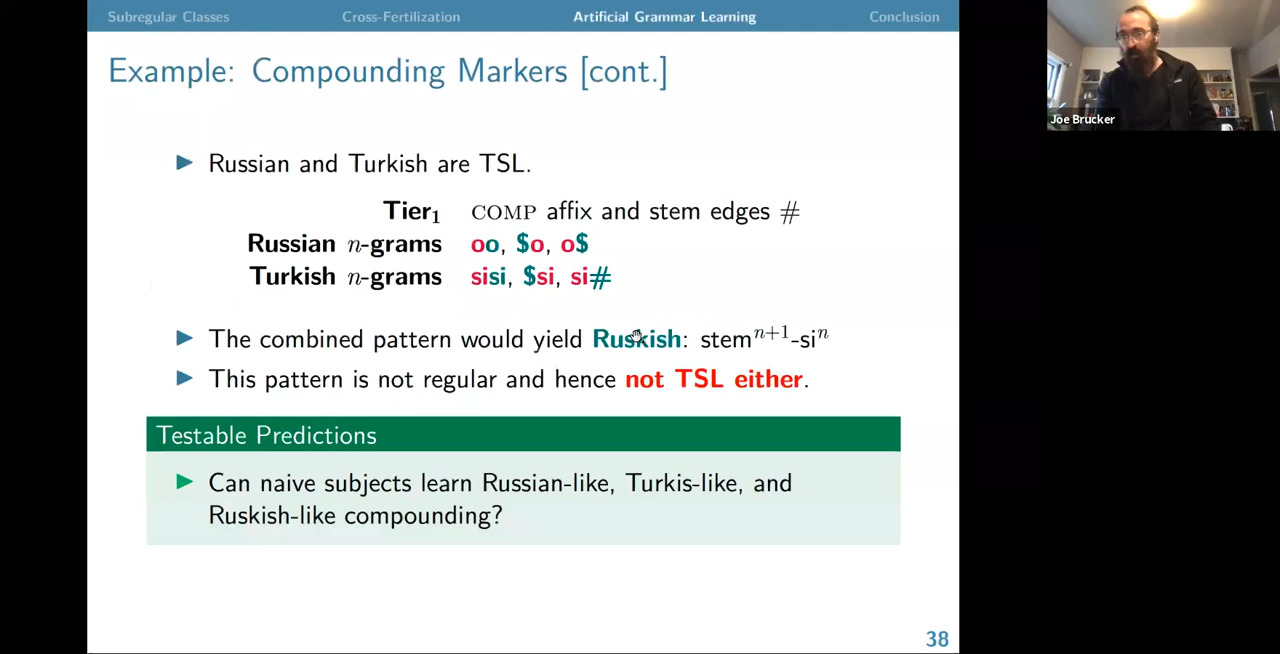 Subregular Classes Cross-Fertilization Artificial Grammar Learning Conclusion
Example: Compounding Markers [cont.]
Joe Brucker
▶ Russian and Turkish are TSL.
Tier₁ COMP affix and stem edges #
Russian n-grams oo, $o, o$
Turkish n-grams sisi, $si, si#
▶ The combined pattern would yield Ruskish: stemⁿ⁺¹-siⁿ
▶ This pattern is not regular and hence not TSL either.
Testable Predictions
▶ Can naive subjects learn Russian-like, Turkis-like, and
Ruskish-like compounding?
38